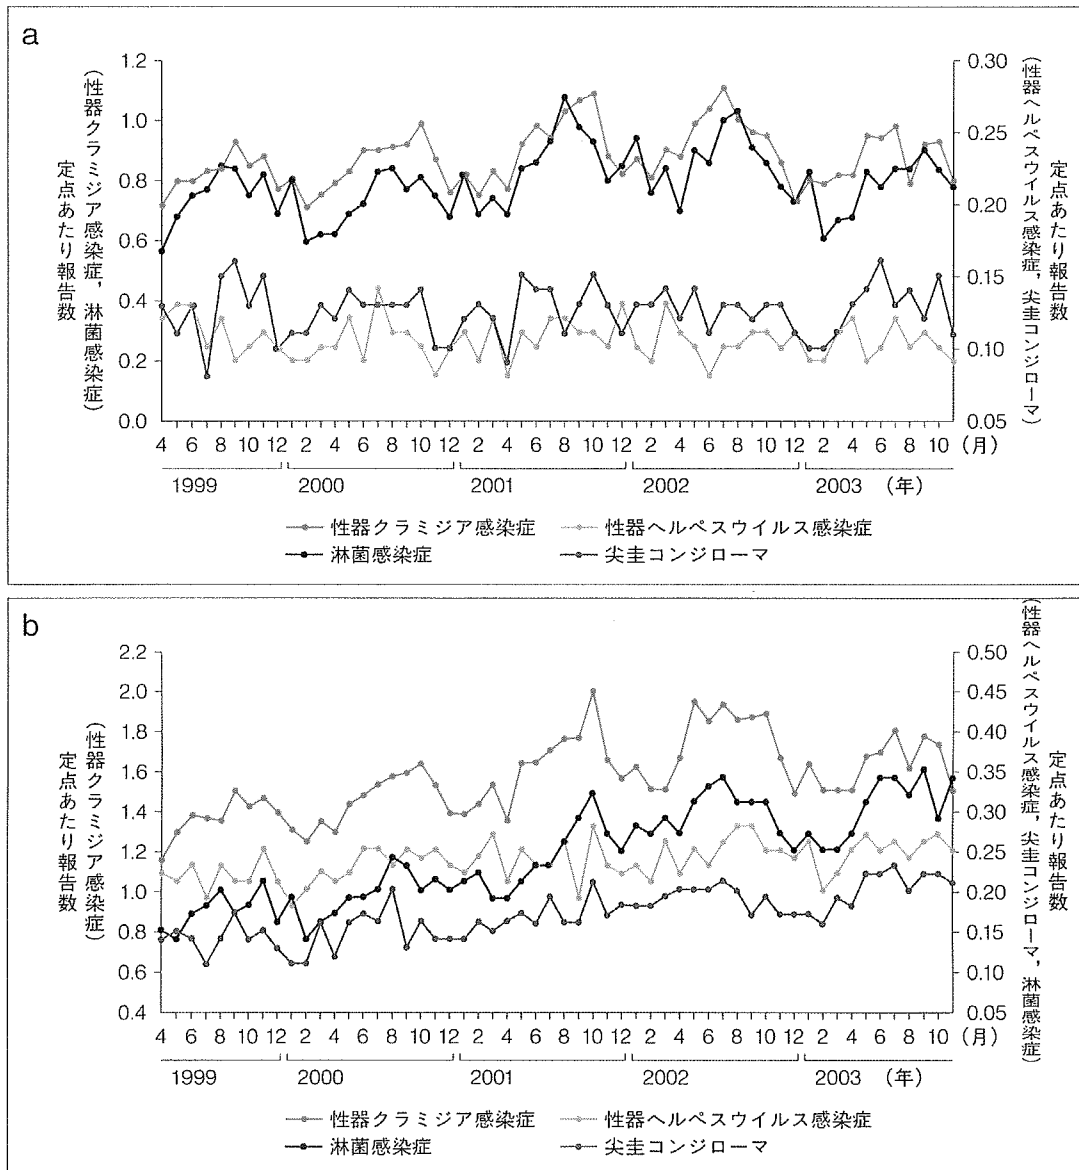 a
(性器クラミジア感染症，淋菌感染症)
定点あたり報告数
1.2
1.0
0.8
0.6
0.4
0.2
0.0
0.30
0.25
0.20
0.15
0.10
0.05
(性器ヘルペスウイルス感染症，尖圭コンジローマ)
定点あたり報告数
4 6 8 10 12 2 4 6 8 10 12 2 4 6 8 10 12 2 4 6 8 10 12 2 4 6 8 10 (月)
1999 2000 2001 2002 2003 (年)
性器クラミジア感染症 性器ヘルペスウイルス感染症
淋菌感染症 尖圭コンジローマ
b
(性器クラミジア感染症)
定点あたり報告数
2.2
2.0
1.8
1.6
1.4
1.2
1.0
0.8
0.6
0.4
0.50
0.45
0.40
0.35
0.30
0.25
0.20
0.15
0.10
0.05
(性器ヘルペスウイルス感染症，尖圭コンジローマ，淋菌感染症)
定点あたり報告数
4 6 8 10 12 2 4 6 8 10 12 2 4 6 8 10 12 2 4 6 8 10 12 2 4 6 8 10 (月)
1999 2000 2001 2002 2003 (年)
性器クラミジア感染症 性器ヘルペスウイルス感染症
淋菌感染症 尖圭コンジローマ